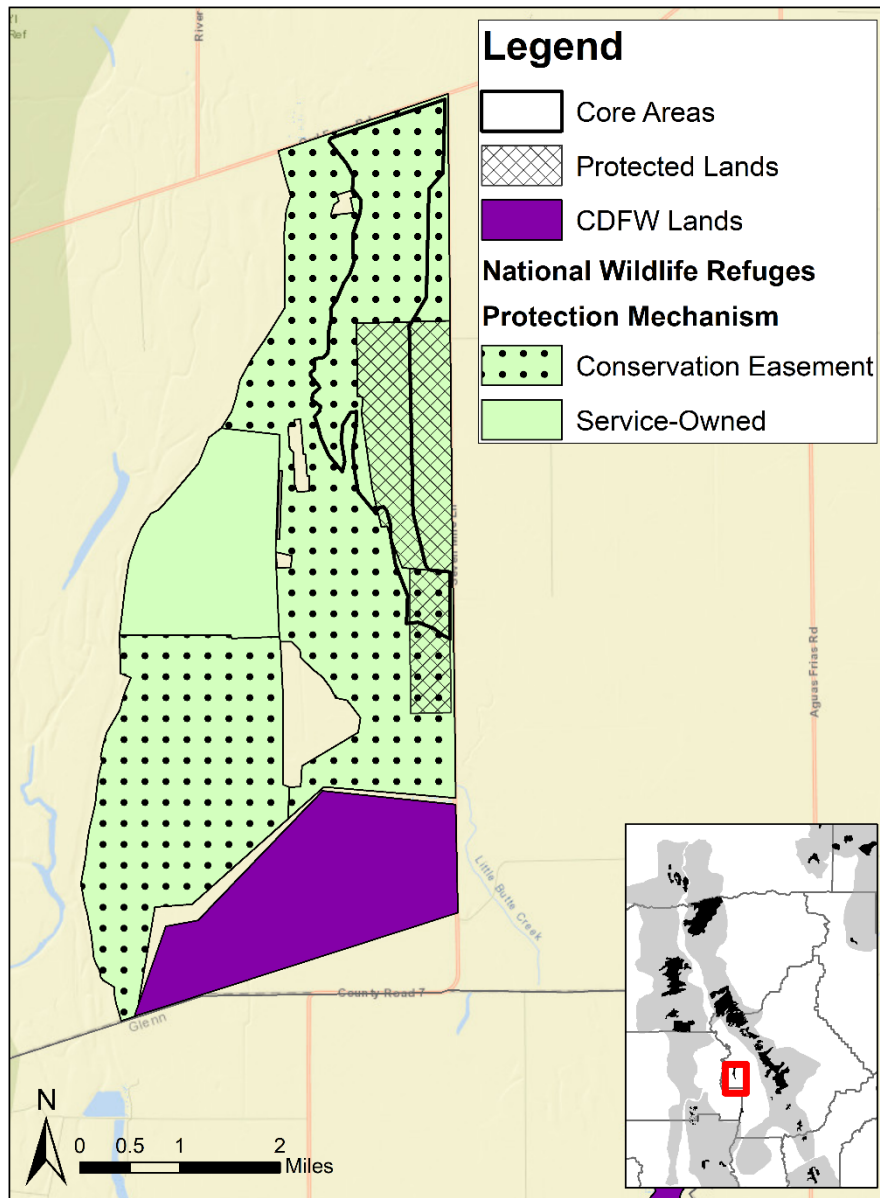 River
Ref
Legend
Core Areas
Protected Lands
CDFW Lands
National Wildlife Refuges
Protection Mechanism
Conservation Easement
Service-Owned
Aguas Frias Rd
Little Butte Creek
County Road 7
Glenn
N
0 0.5 1 2
Miles